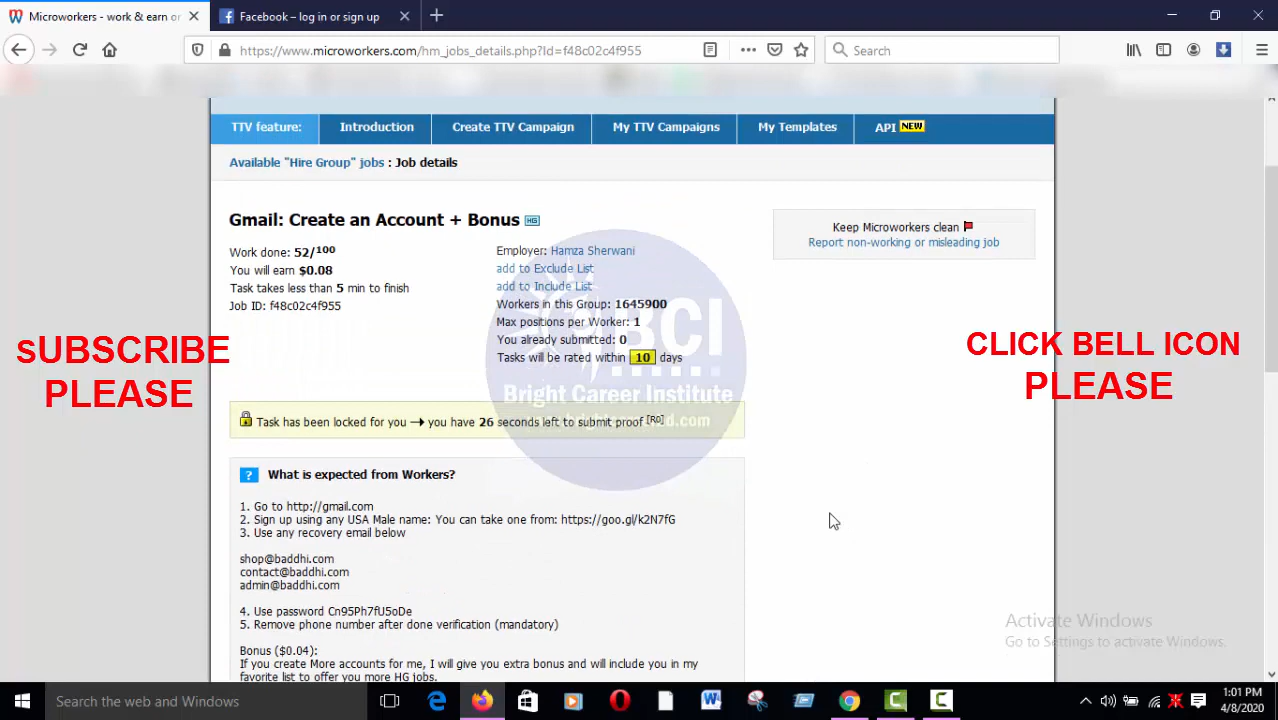 Microworkers - work & earn or
Facebook – log in or sign up
https://www.microworkers.com/hm_jobs_details.php?Id=f48c02c4f955
Search
TTV feature:
Introduction
Create TTV Campaign
My TTV Campaigns
My Templates
API NEW
Available "Hire Group" jobs : Job details
Gmail: Create an Account + Bonus HG
Work done: 52/100
You will earn $0.08
Task takes less than 5 min to finish
Job ID: f48c02c4f955
Employer: Hamza Sherwani
add to Exclude List
add to Include List
Workers in this Group: 1645900
Max positions per Worker: 1
You already submitted: 0
Tasks will be rated within 10 days
Keep Microworkers clean
Report non-working or misleading job
SUBSCRIBE
PLEASE
CLICK BELL ICON
PLEASE
BCI
Bright Career Institute
Task has been locked for you → you have 26 seconds left to submit proof [R0]
? What is expected from Workers?
1. Go to http://gmail.com
2. Sign up using any USA Male name: You can take one from: https://goo.gl/k2N7fG
3. Use any recovery email below
shop@baddhi.com
contact@baddhi.com
admin@baddhi.com
4. Use password Cn95Ph7fU5oDe
5. Remove phone number after done verification (mandatory)
Bonus ($0.04):
If you create More accounts for me, I will give you extra bonus and will include you in my
favorite list to offer you more HG jobs.
Activate Windows
Go to Settings to activate Windows.
Search the web and Windows
1:01 PM
4/8/2020